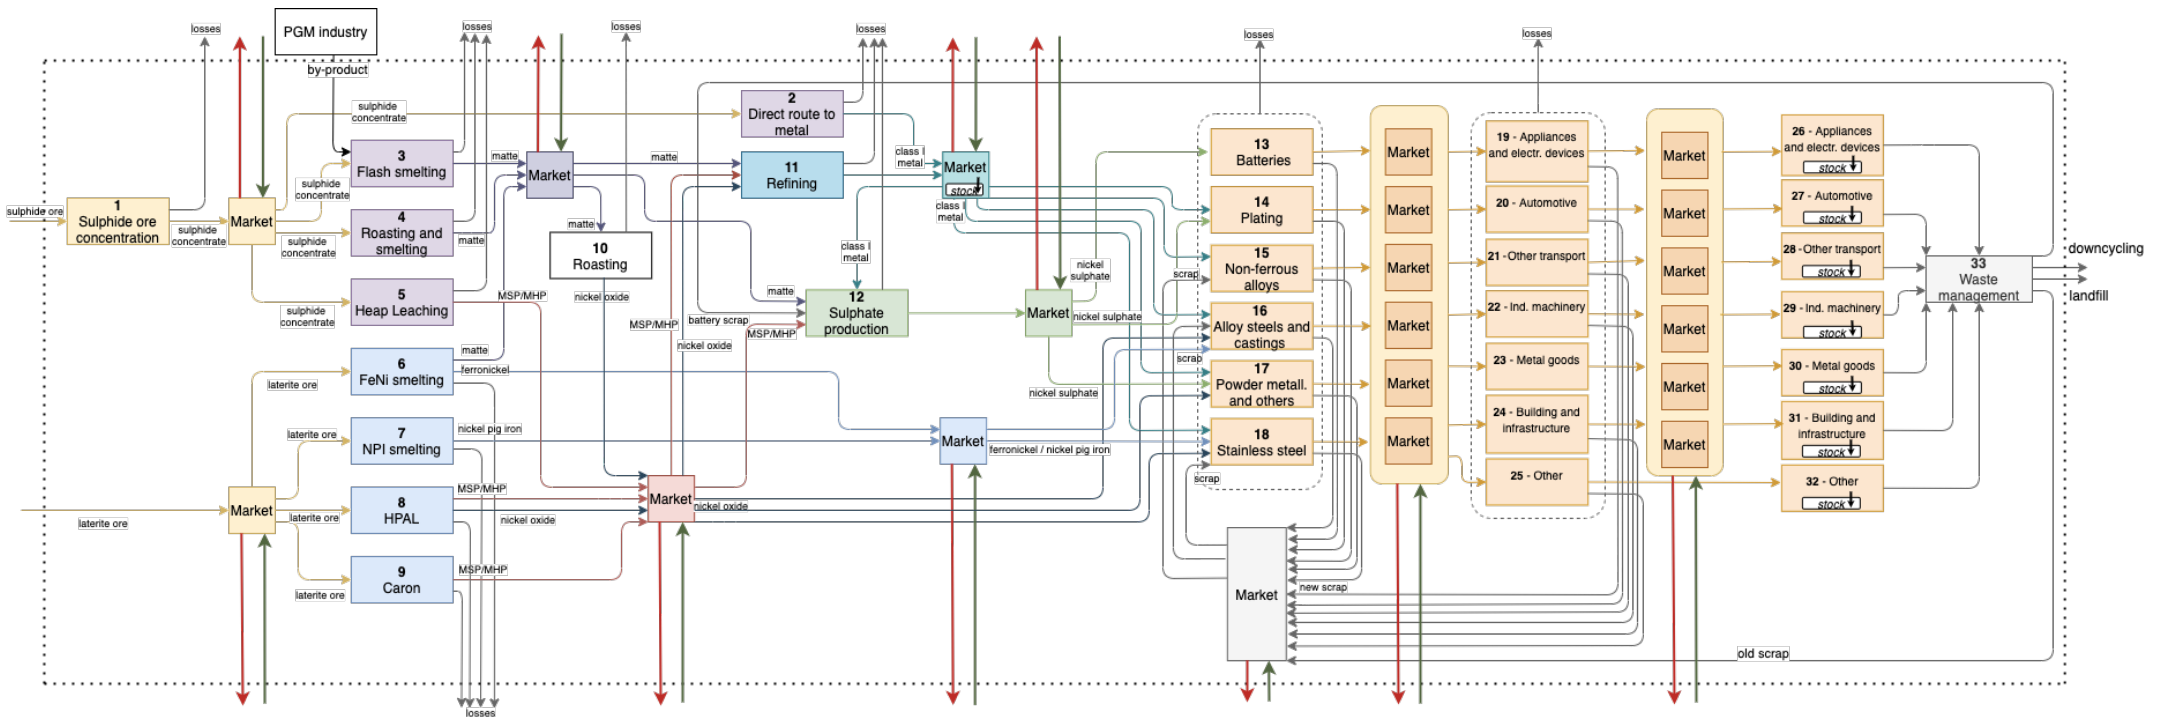 losses
PGM industry
by-product
losses
losses
losses
losses
losses
sulphide ore
1
Sulphide ore
concentration
sulphide
concentrate
Market
sulphide
concentrate
sulphide
concentrate
sulphide
concentrate
sulphide
concentrate
3
Flash smelting
4
Roasting and
smelting
5
Heap Leaching
matte
matte
Market
matte
matte
10
Roasting
nickel oxide
MSP/MHP
2
Direct route to
metal
11
Refining
class I
metal
Market
stock
class I
metal
class I
metal
matte
battery scrap
MSP/MHP
12
Sulphate
production
MSP/MHP
nickel oxide
Market
nickel
sulphate
nickel sulphate
nickel sulphate
laterite ore
Market
laterite ore
laterite ore
laterite ore
laterite ore
6
FeNi smelting
7
NPI smelting
8
HPAL
9
Caron
matte
ferronickel
nickel pig iron
MSP/MHP
nickel oxide
MSP/MHP
losses
Market
nickel oxide
Market
ferronickel / nickel pig iron
scrap
scrap
scrap
13
Batteries
14
Plating
15
Non-ferrous
alloys
16
Alloy steels and
castings
17
Powder metall.
and others
18
Stainless steel
Market
Market
Market
Market
Market
Market
19 - Appliances
and electr. devices
20 - Automotive
21 -Other transport
22 - Ind. machinery
23 - Metal goods
24 - Building and
infrastructure
25 - Other
Market
Market
Market
Market
Market
Market
26 - Appliances
and electr. devices
stock
27 - Automotive
stock
28 -Other transport
stock
29 - Ind. machinery
stock
30 - Metal goods
stock
31 - Building and
infrastructure
stock
32 - Other
stock
33
Waste
management
downcycling
landfill
Market
new scrap
old scrap